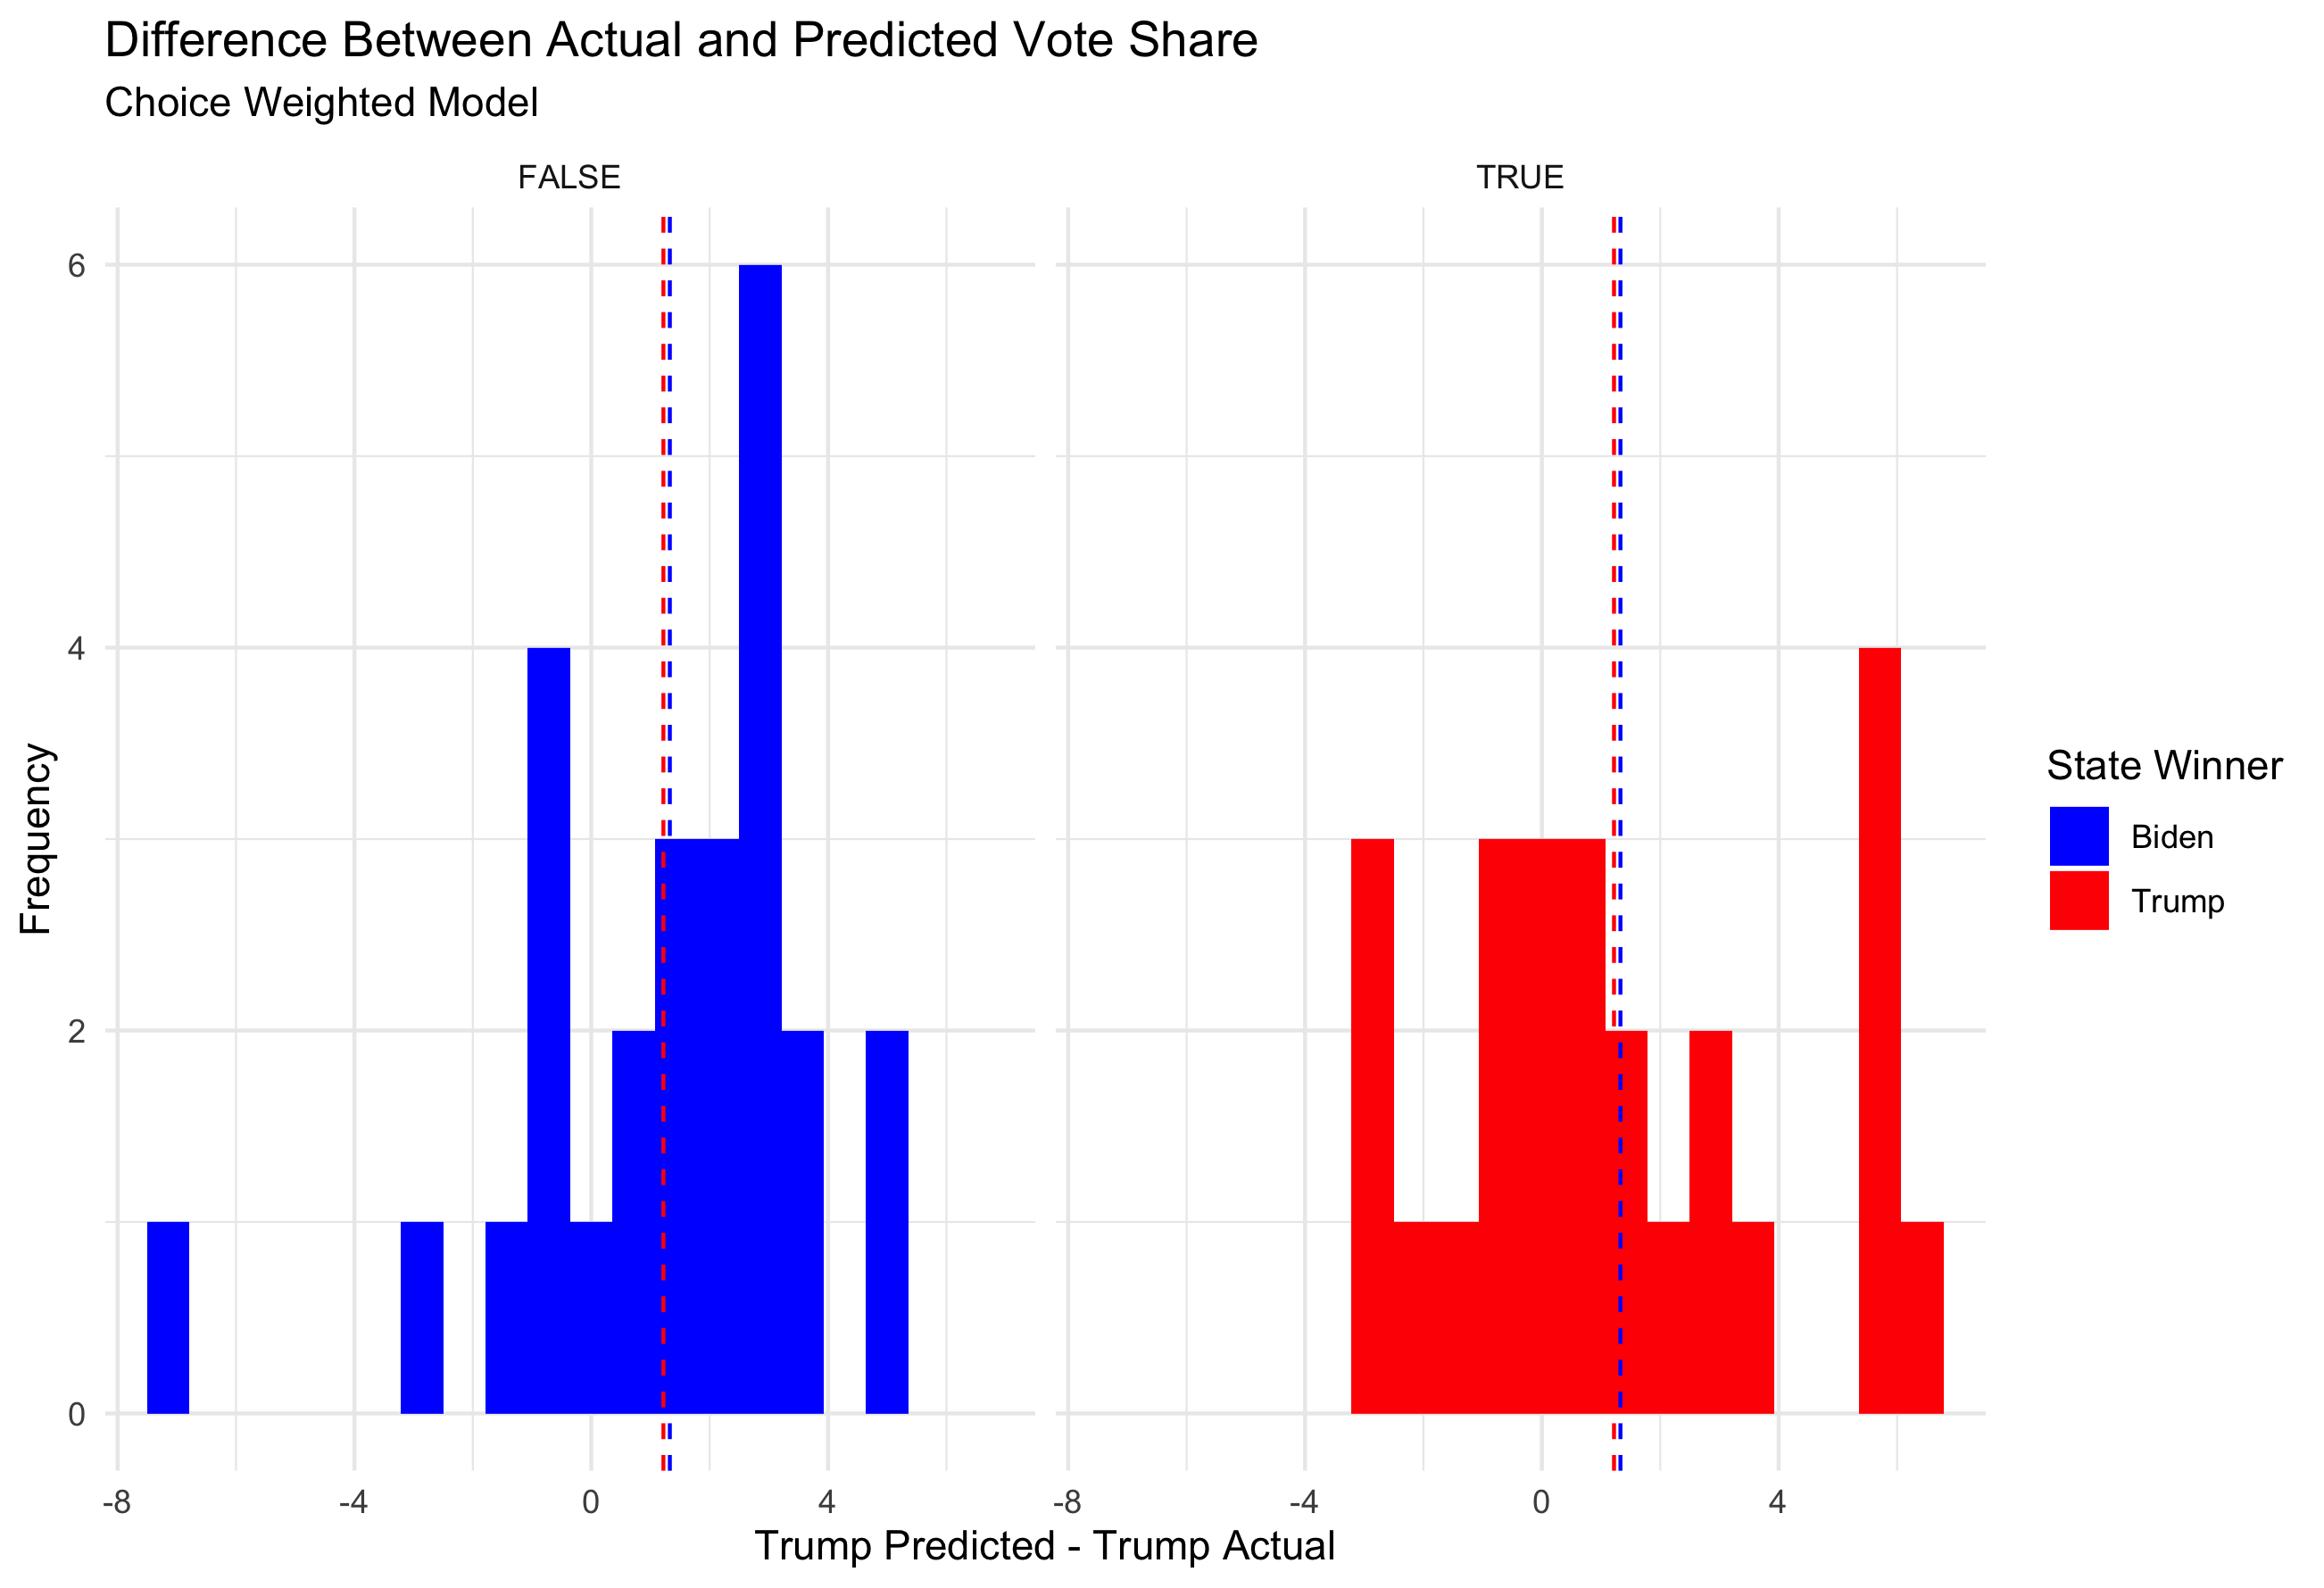 Difference Between Actual and Predicted Vote Share
Choice Weighted Model
FALSE
TRUE
6
4
2
0
Frequency
-8 -4 0 4
-8 -4 0 4
Trump Predicted - Trump Actual
State Winner
Biden
Trump